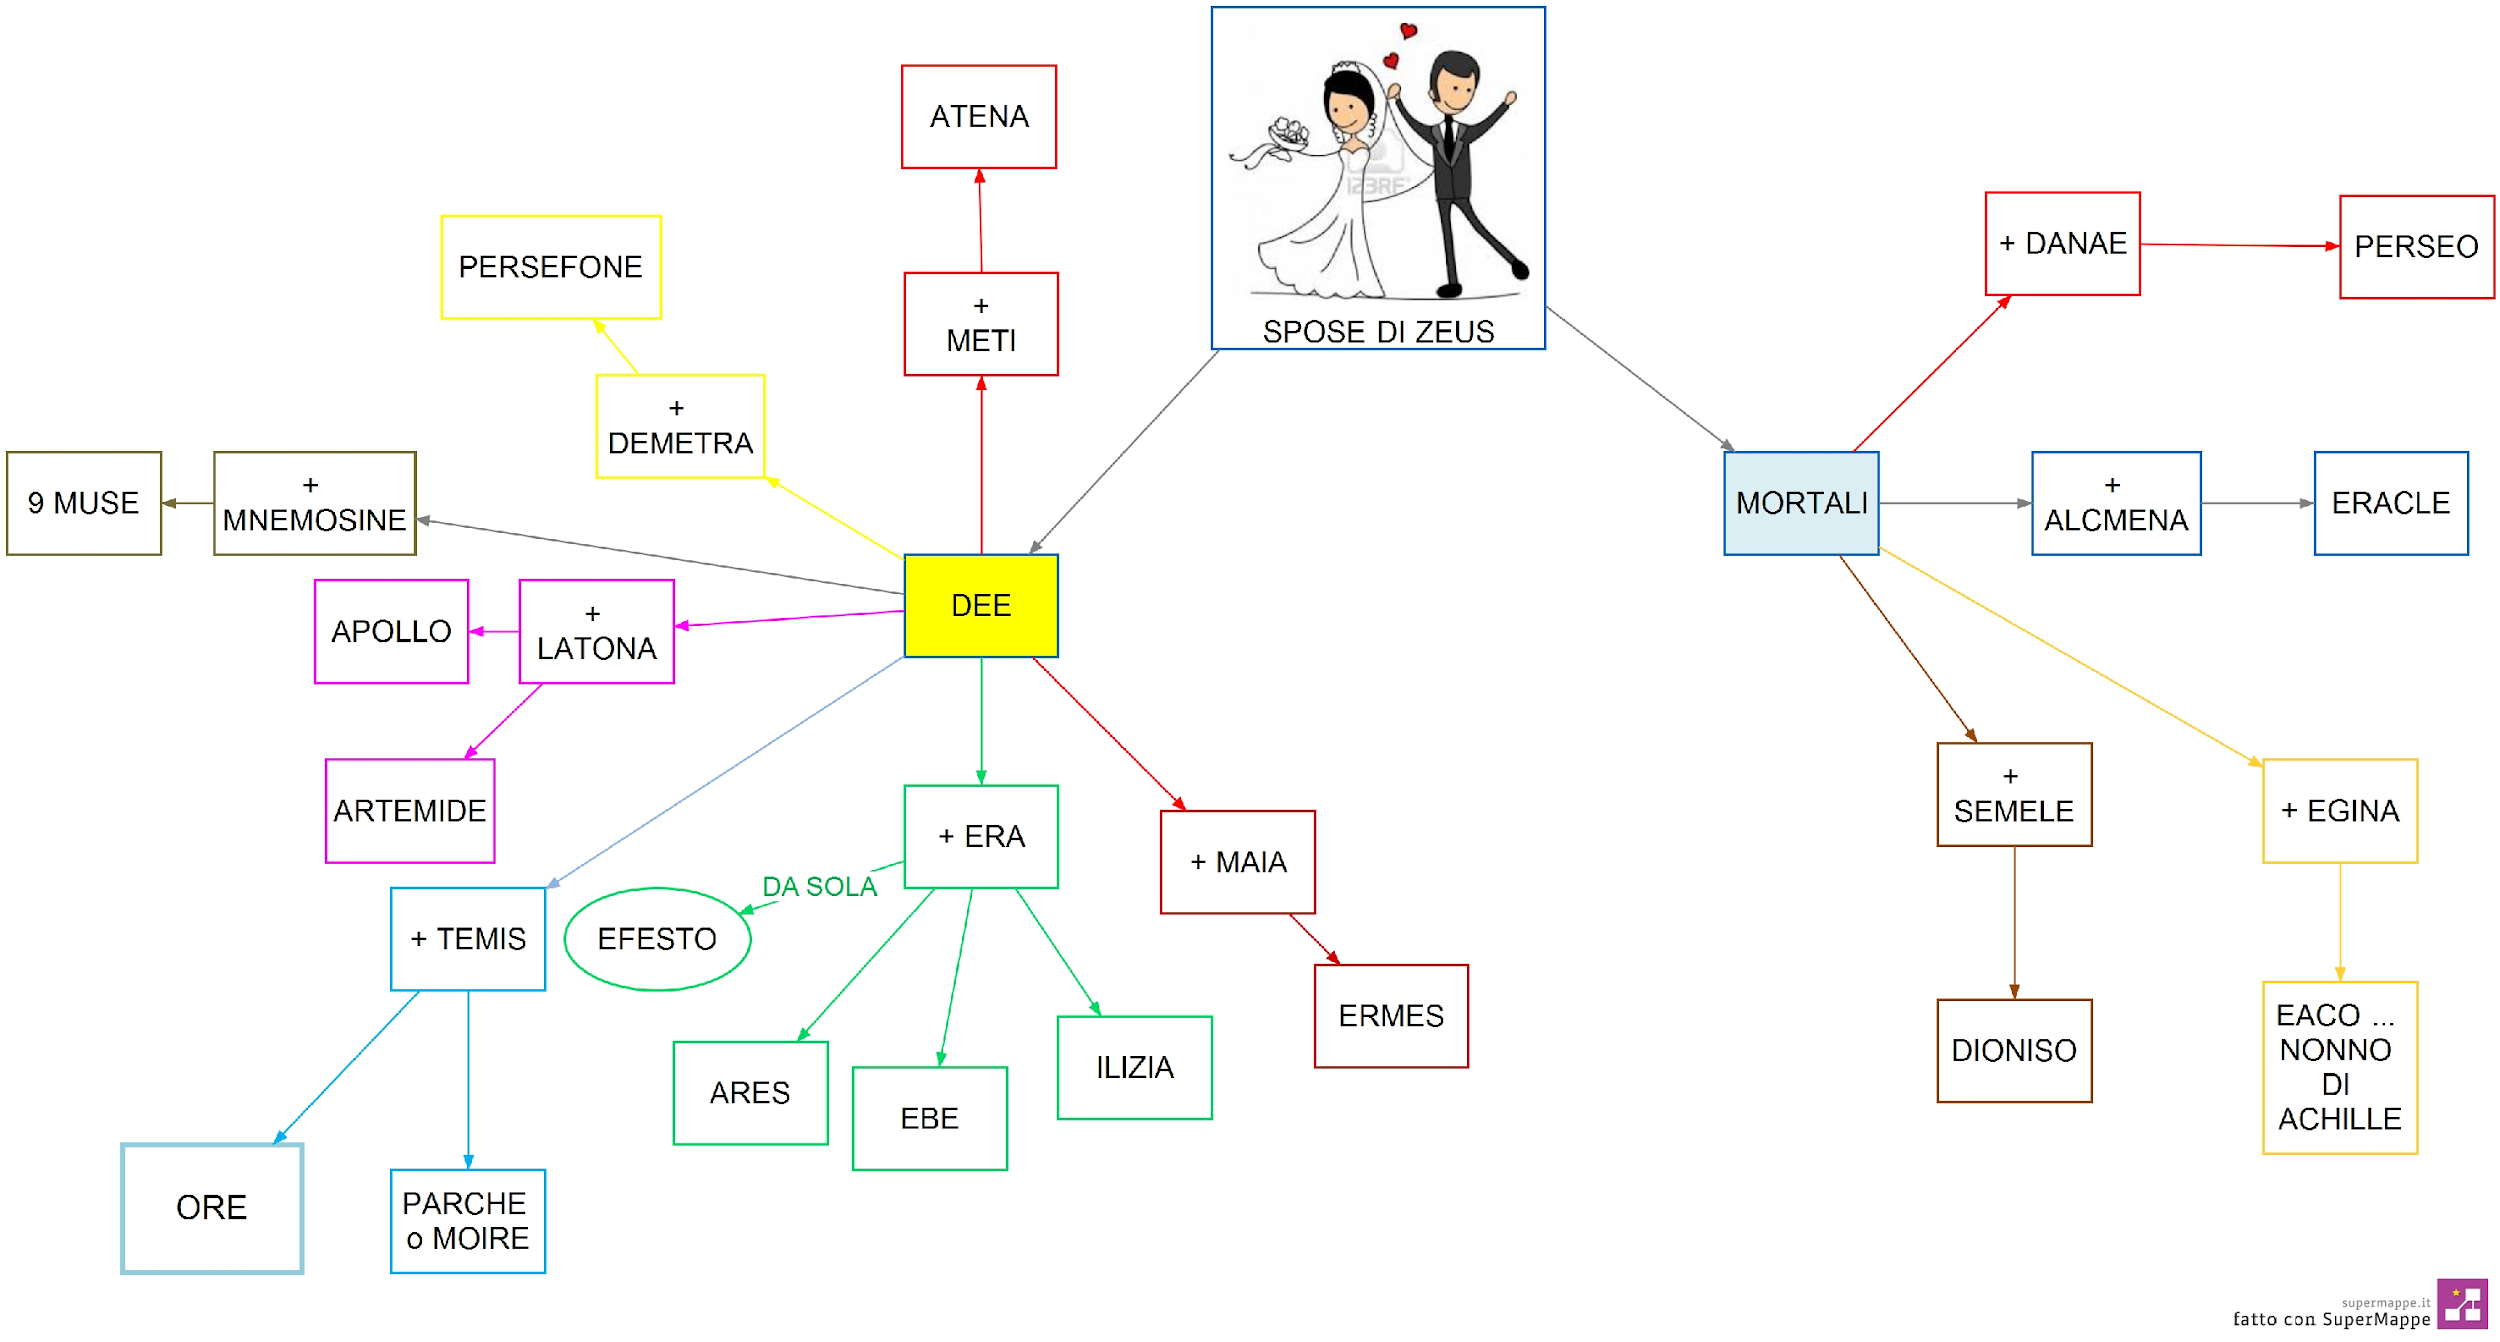 123RF
SPOSE DI ZEUS
ATENA
+
METI
PERSEFONE
+
DEMETRA
9 MUSE
+
MNEMOSINE
DEE
APOLLO
+
LATONA
ARTEMIDE
+ TEMIS
ORE
PARCHE
o MOIRE
+ ERA
DA SOLA
EFESTO
ARES
EBE
ILIZIA
+ MAIA
ERMES
MORTALI
+ DANAE
PERSEO
+
ALCMENA
ERACLE
+
SEMELE
DIONISO
+ EGINA
EACO ...
NONNO
DI
ACHILLE
supermappe.it
fatto con SuperMappe